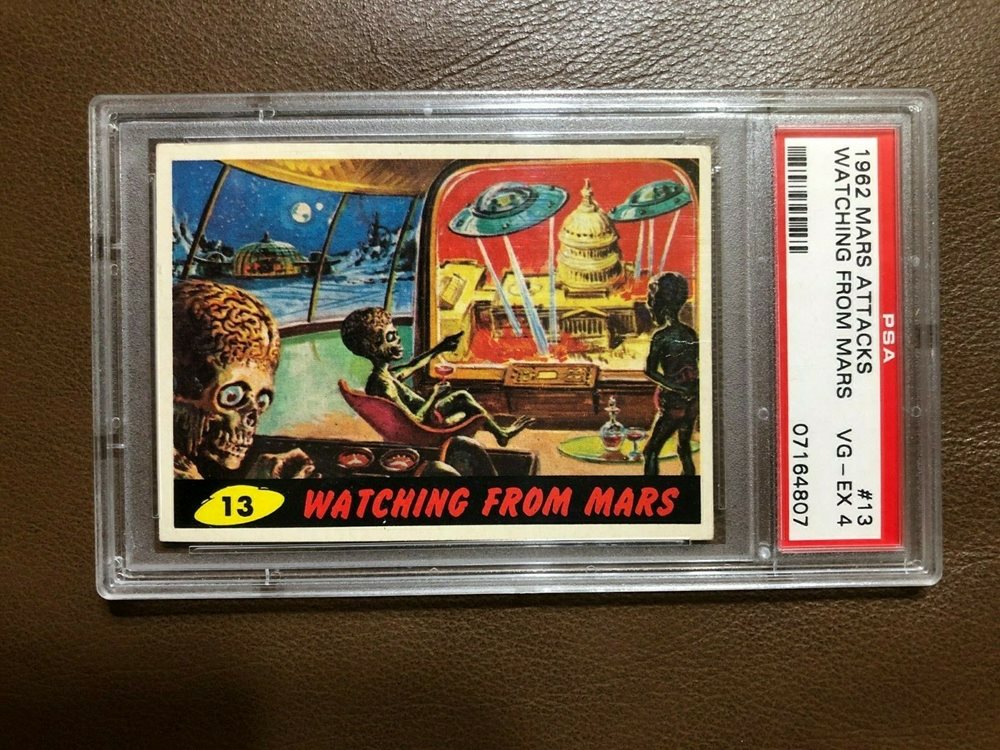 13 WATCHING FROM MARS
PSA
1962 MARS ATTACKS #13
WATCHING FROM MARS VG-EX 4
07164807